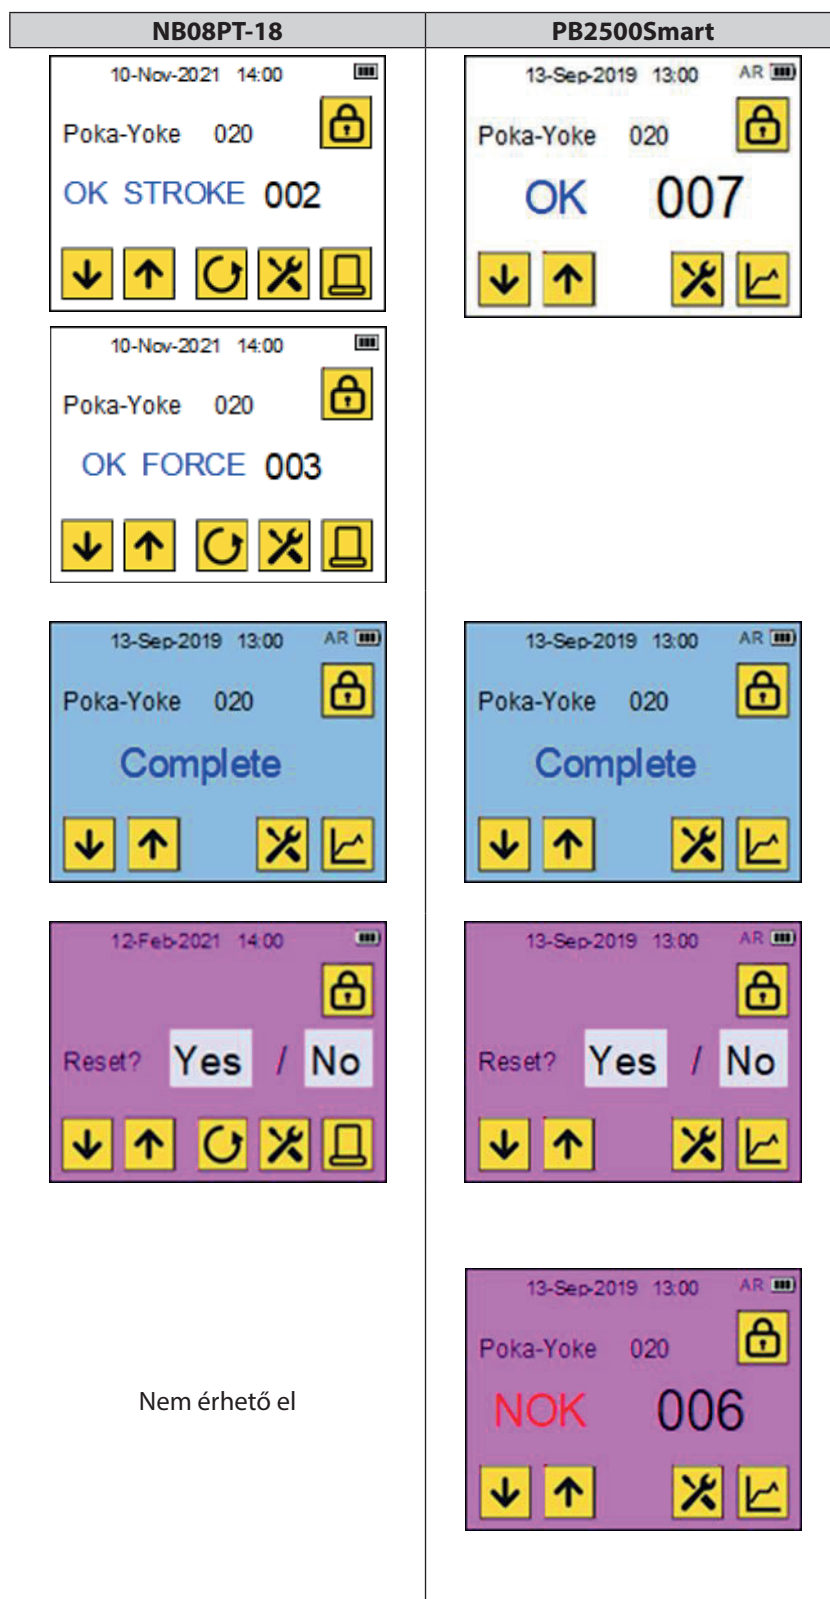 NB08PT-18 PB2500Smart
10-Nov-2021 14:00
Poka-Yoke 020
OK STROKE 002
13-Sep-2019 13:00 AR
Poka-Yoke 020
OK 007
10-Nov-2021 14:00
Poka-Yoke 020
OK FORCE 003
13-Sep-2019 13:00 AR
Poka-Yoke 020
Complete
13-Sep-2019 13:00 AR
Poka-Yoke 020
Complete
12-Feb-2021 14:00
Reset? Yes / No
13-Sep-2019 13:00 AR
Reset? Yes / No
Nem érhető el
13-Sep-2019 13:00 AR
Poka-Yoke 020
NOK 006